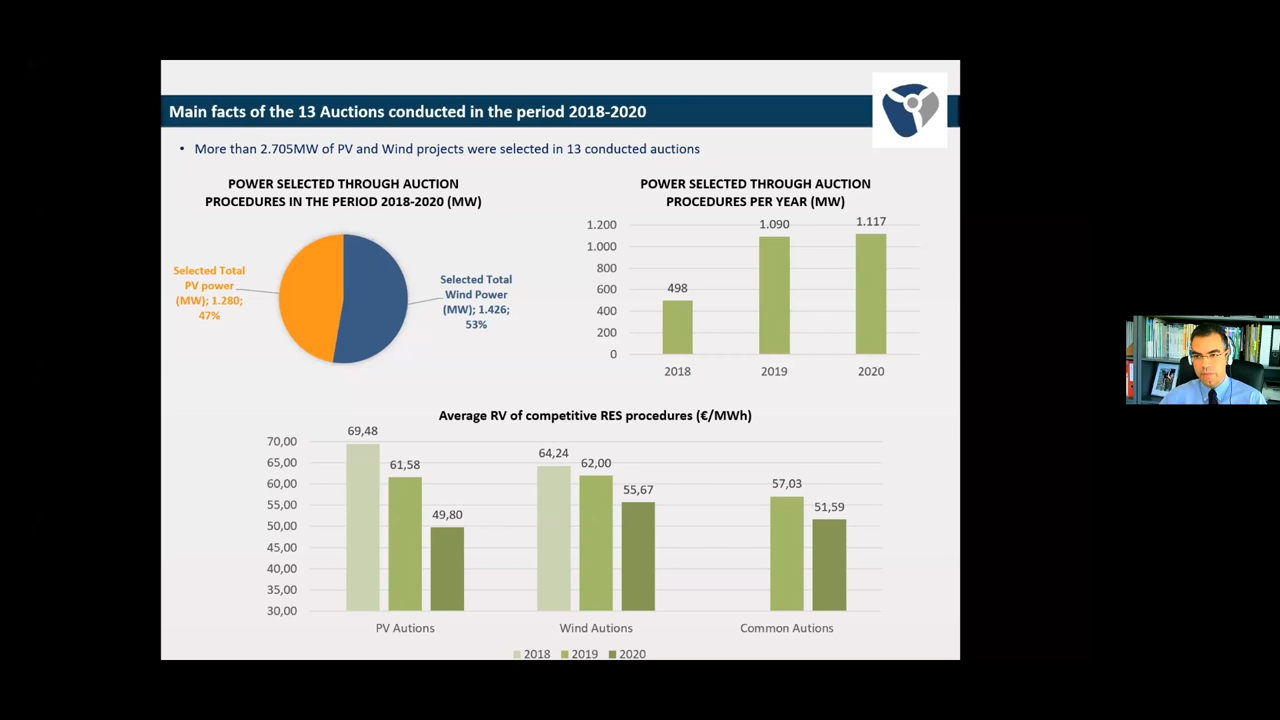 Main facts of the 13 Auctions conducted in the period 2018-2020
• More than 2.705MW of PV and Wind projects were selected in 13 conducted auctions
POWER SELECTED THROUGH AUCTION
PROCEDURES IN THE PERIOD 2018-2020 (MW)
Selected Total
PV power
(MW); 1.280;
47%
Selected Total
Wind Power
(MW); 1.426;
53%
POWER SELECTED THROUGH AUCTION
PROCEDURES PER YEAR (MW)
1.200
1.000
800
600
400
200
0
498
1.090
1.117
2018
2019
2020
Average RV of competitive RES procedures (€/MWh)
70,00
65,00
60,00
55,00
50,00
45,00
40,00
35,00
30,00
69,48
61,58
49,80
64,24
62,00
55,67
57,03
51,59
PV Autions
Wind Autions
Common Autions
2018 2019 2020